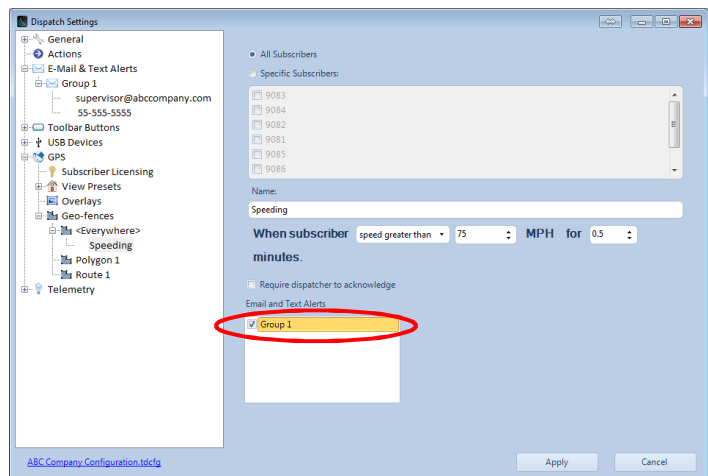 Dispatch Settings
General
Actions
E-Mail & Text Alerts
Group 1
supervisor@abccompany.com
55-555-5555
Toolbar Buttons
USB Devices
GPS
Subscriber Licensing
View Presets
Overlays
Geo-fences
<Everywhere>
Speeding
Polygon 1
Route 1
Telemetry
ABC Company Configuration.tdcfg
All Subscribers
Specific Subscribers:
9083
9084
9082
9081
9085
9086
Name:
Speeding
When subscriber speed greater than 75 MPH for 0.5
minutes.
Require dispatcher to acknowledge
Email and Text Alerts
Group 1
Apply Cancel